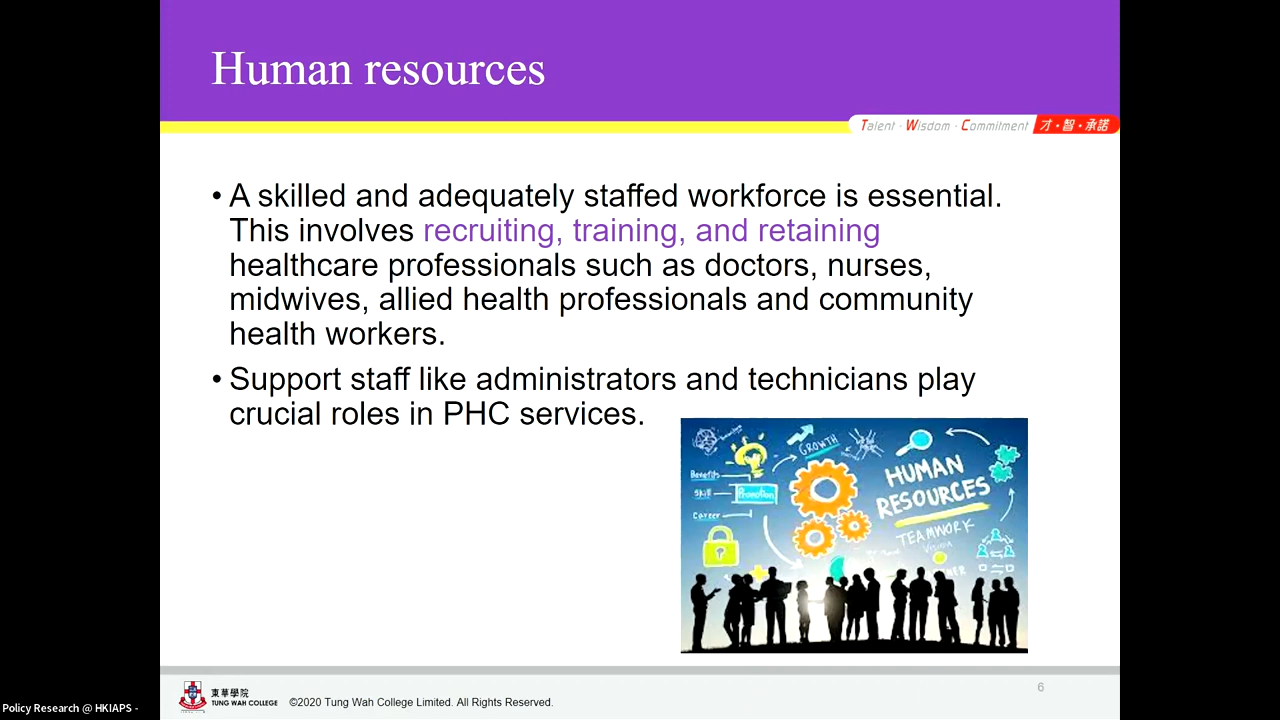 Human resources
Talent · Wisdom · Commitment 才・智・承諾
• A skilled and adequately staffed workforce is essential.
This involves recruiting, training, and retaining
healthcare professionals such as doctors, nurses,
midwives, allied health professionals and community
health workers.
• Support staff like administrators and technicians play
crucial roles in PHC services.
GROWTH
Benefits
Skill
Promotion
Career
HUMAN
RESOURCES
TEAMWORK
VISION
6
東華學院
TUNG WAH COLLEGE
©2020 Tung Wah College Limited. All Rights Reserved.
Policy Research @ HKIAPS -